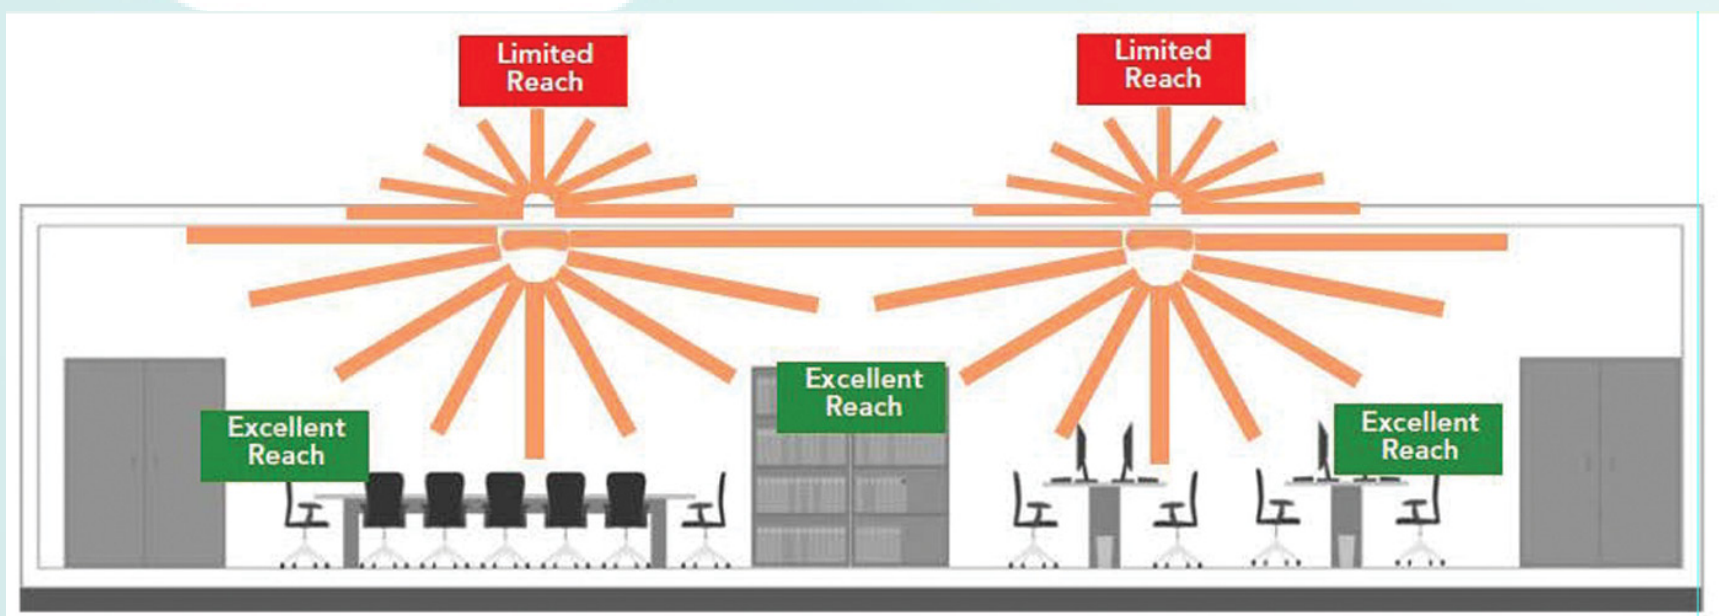 Limited
Reach
Limited
Reach
Excellent
Reach
Excellent
Reach
Excellent
Reach